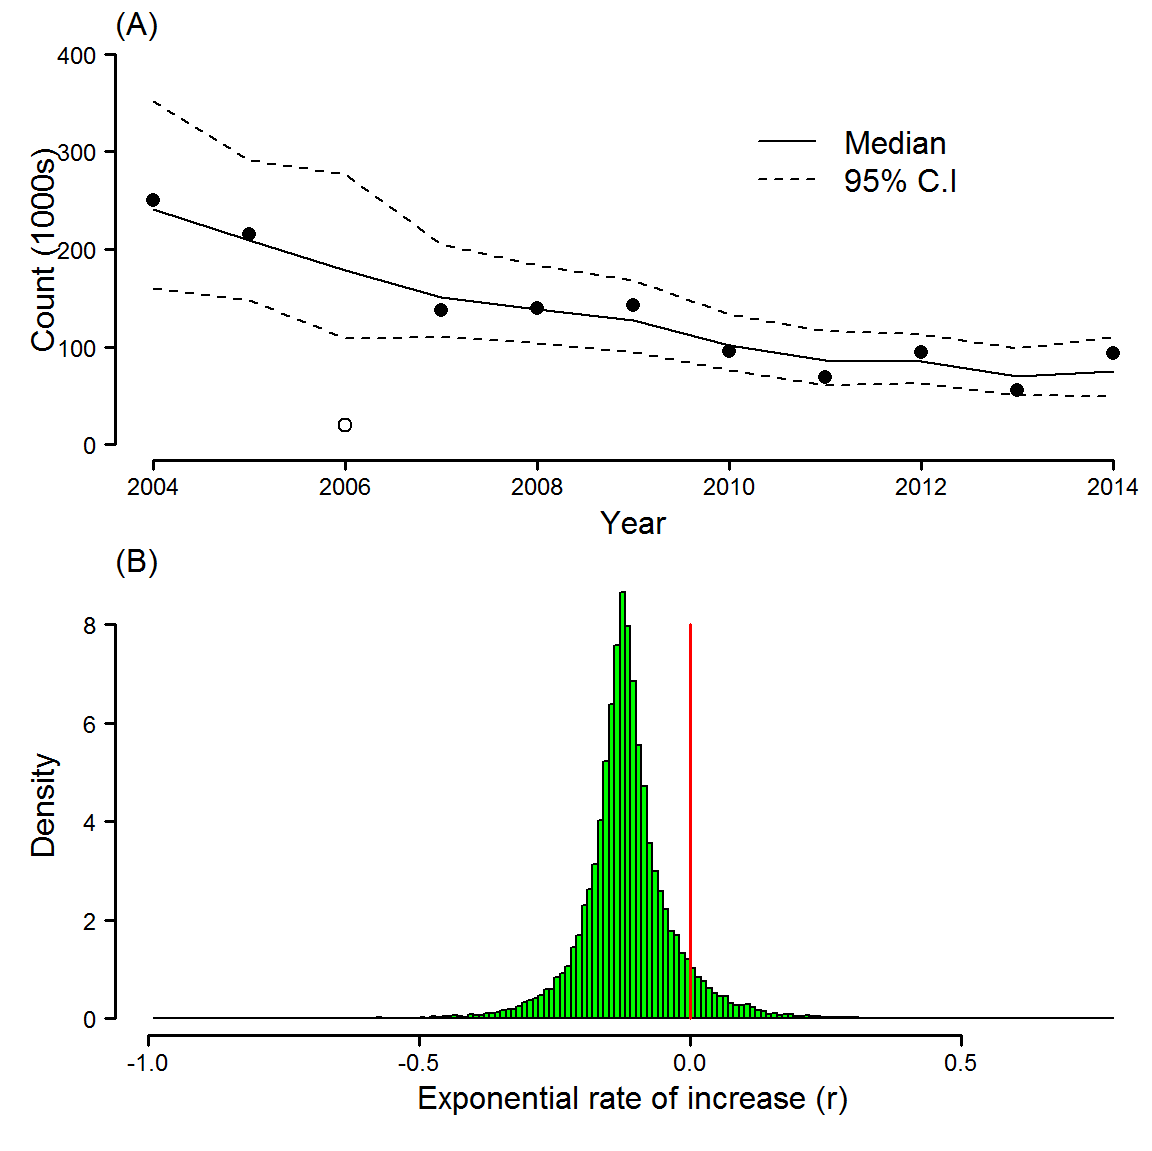 (A)
400
300
200
100
0
Count (1000s)
Median
95% C.I
2004 2006 2008 2010 2012 2014
Year
(B)
8
6
4
2
0
Density
-1.0 -0.5 0.0 0.5
Exponential rate of increase (r)